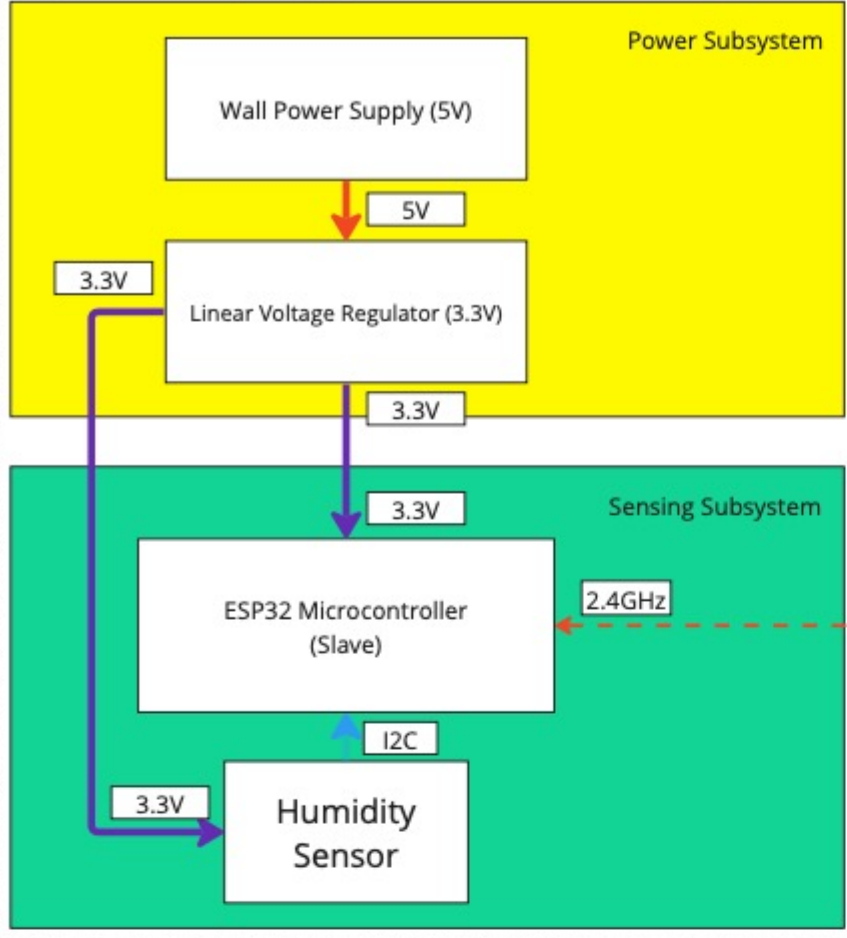 Power Subsystem
Wall Power Supply (5V)
5V
3.3V
Linear Voltage Regulator (3.3V)
3.3V
Sensing Subsystem
3.3V
ESP32 Microcontroller
(Slave)
2.4GHz
I2C
3.3V
Humidity
Sensor